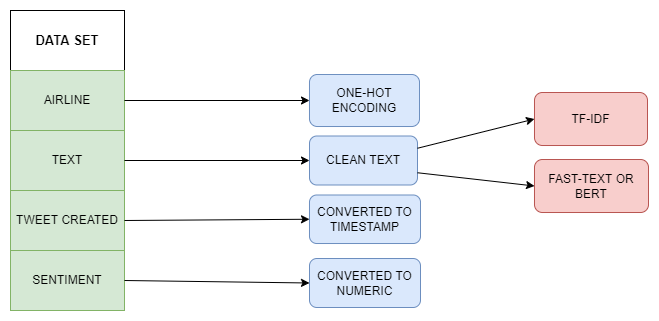 DATA SET
AIRLINE
ONE-HOT
ENCODING
TF-IDF
TEXT
CLEAN TEXT
FAST-TEXT OR
BERT
TWEET CREATED
CONVERTED TO
TIMESTAMP
SENTIMENT
CONVERTED TO
NUMERIC